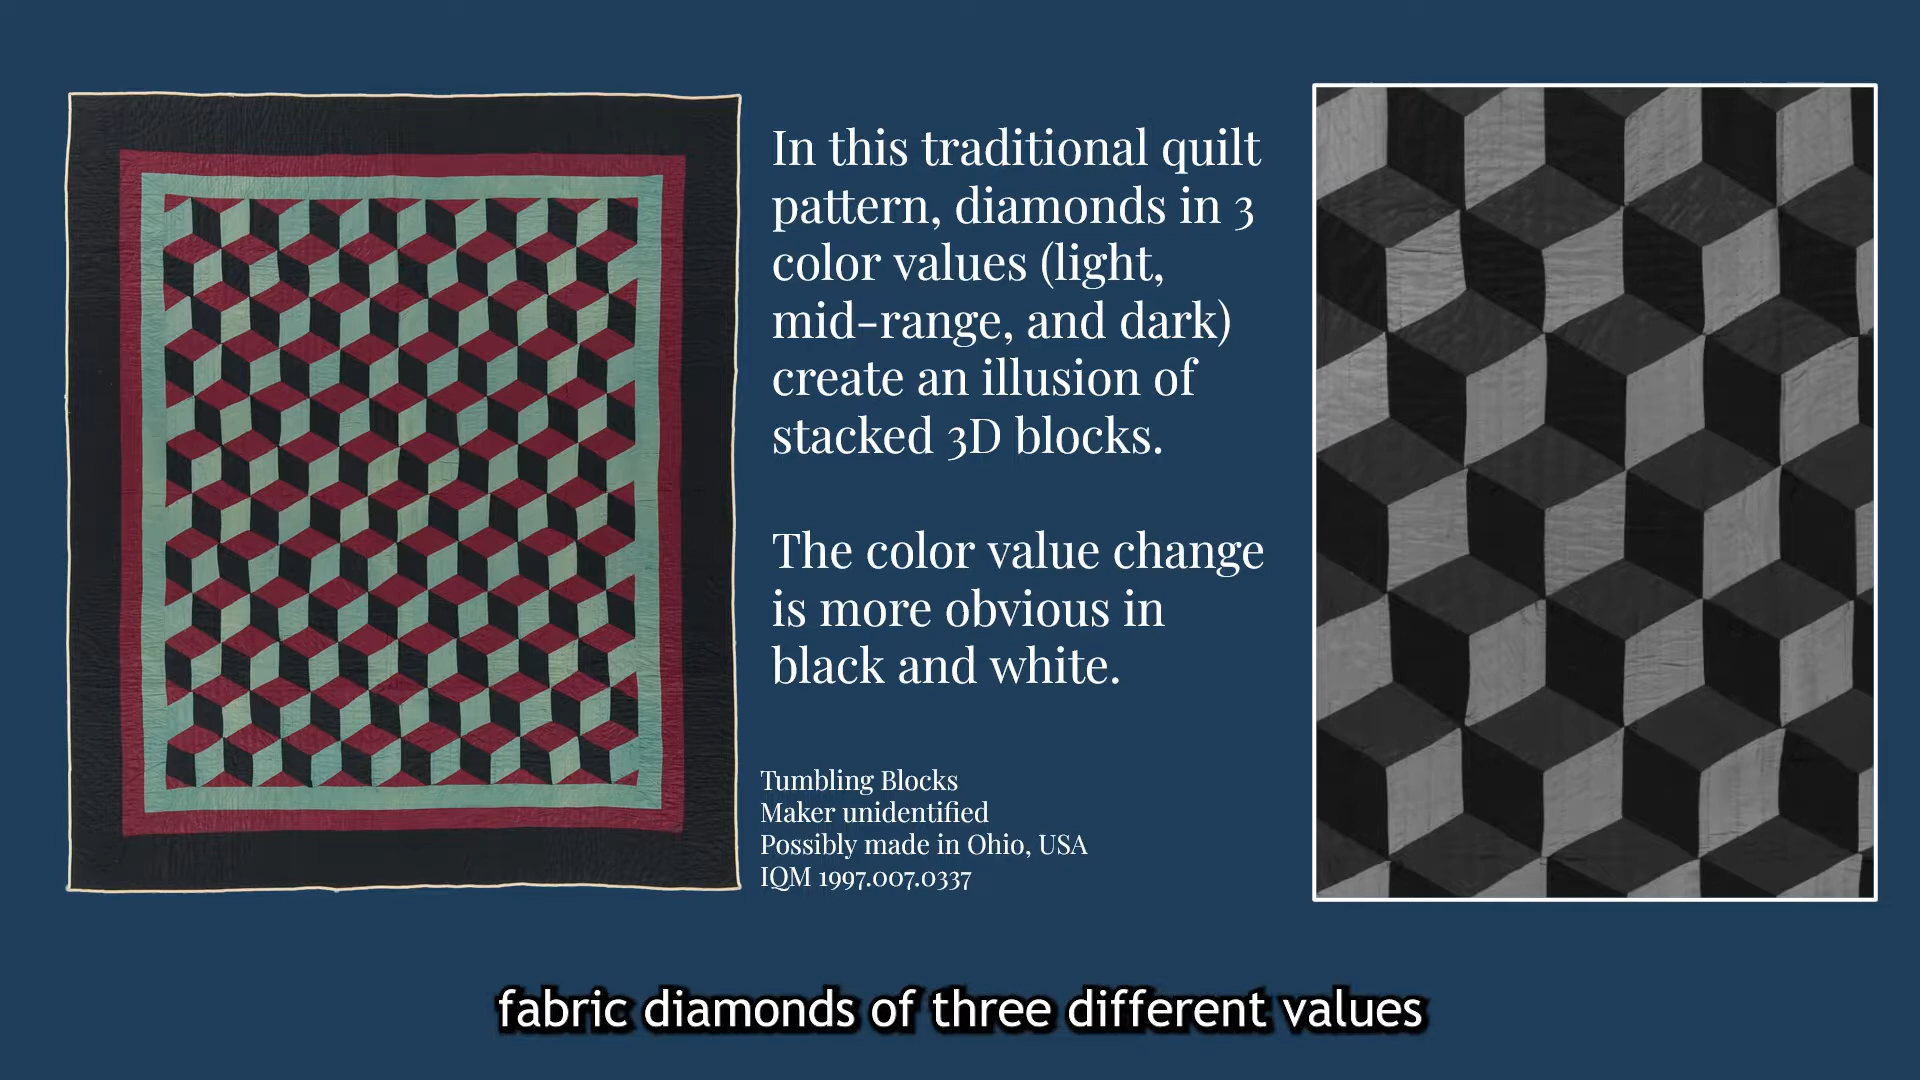 In this traditional quilt
pattern, diamonds in 3
color values (light,
mid-range, and dark)
create an illusion of
stacked 3D blocks.
The color value change
is more obvious in
black and white.
Tumbling Blocks
Maker unidentified
Possibly made in Ohio, USA
IQM 1997.007.0337
fabric diamonds of three different values